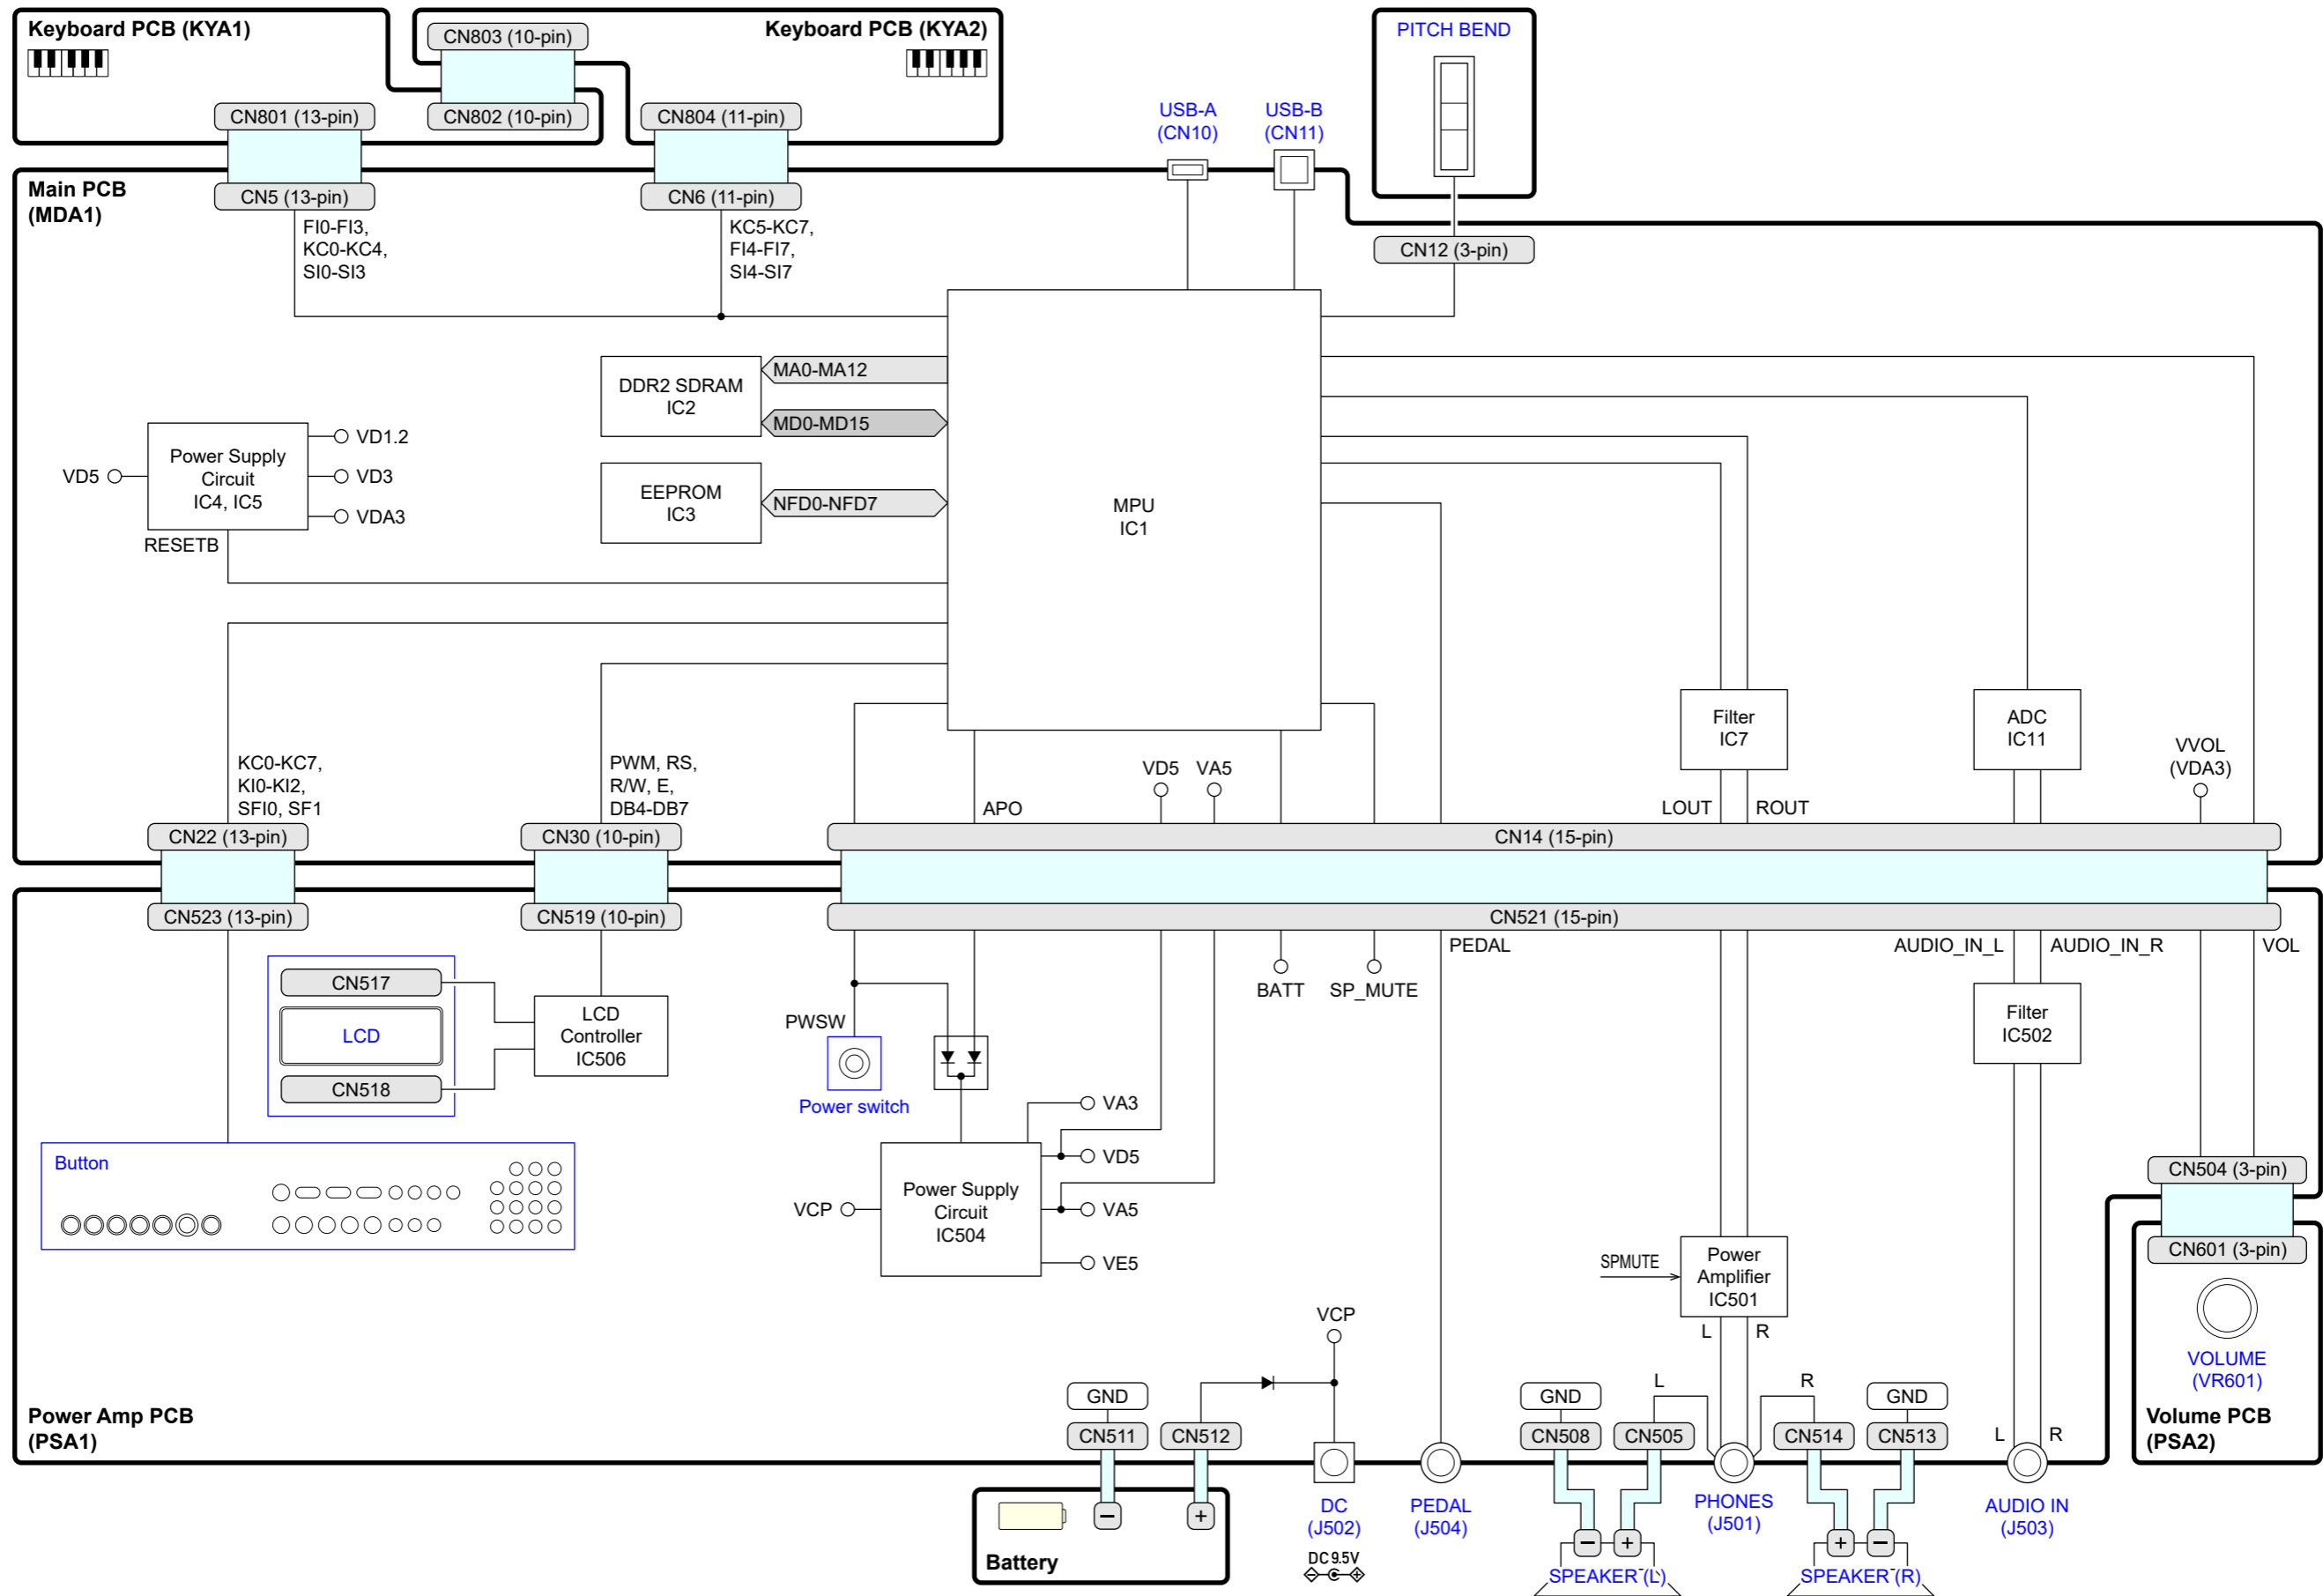 Keyboard PCB (KYA1)
CN803 (10-pin)
Keyboard PCB (KYA2)
PITCH BEND
CN801 (13-pin)
CN802 (10-pin)
CN804 (11-pin)
USB-A
(CN10)
USB-B
(CN11)
Main PCB
(MDA1)
CN5 (13-pin)
CN6 (11-pin)
FI0-FI3,
KC0-KC4,
SI0-SI3
KC5-KC7,
FI4-FI7,
SI4-SI7
CN12 (3-pin)
DDR2 SDRAM
IC2
MA0-MA12
MD0-MD15
Power Supply
Circuit
IC4, IC5
VD5
VD1.2
VD3
VDA3
RESETB
EEPROM
IC3
NFD0-NFD7
MPU
IC1
Filter
IC7
ADC
IC11
VVOL
(VDA3)
KC0-KC7,
KI0-KI2,
SFI0, SF1
PWM, RS,
R/W, E,
DB4-DB7
APO
VD5
VA5
LOUT
ROUT
CN22 (13-pin)
CN30 (10-pin)
CN14 (15-pin)
CN523 (13-pin)
CN519 (10-pin)
CN521 (15-pin)
PEDAL
AUDIO_IN_L
AUDIO_IN_R
VOL
CN517
LCD
CN518
LCD
Controller
IC506
BATT
SP_MUTE
PWSW
Power switch
Filter
IC502
VA3
VD5
VA5
VE5
VCP
Power Supply
Circuit
IC504
Button
CN504 (3-pin)
CN601 (3-pin)
SPMUTE
Power
Amplifier
IC501
L
R
VCP
VOLUME
(VR601)
Volume PCB
(PSA2)
Power Amp PCB
(PSA1)
GND
CN511
CN512
GND
CN508
L
CN505
R
CN514
GND
CN513
L
R
Battery
−
+
DC
(J502)
DC 9.5V
PEDAL
(J504)
PHONES
(J501)
AUDIO IN
(J503)
−
+
SPEAKER (L)
+
−
SPEAKER (R)